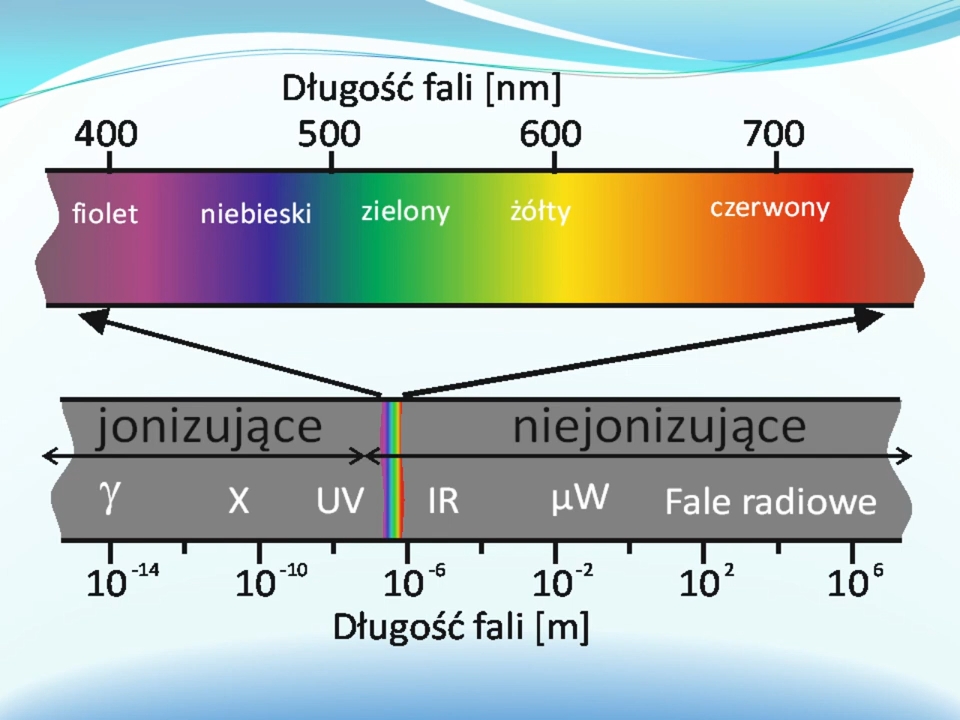 Długość fali [nm]
400 500 600 700
fiolet niebieski zielony żółty czerwony
jonizujące niejonizujące
γ X UV IR µW Fale radiowe
10⁻¹⁴ 10⁻¹⁰ 10⁻⁶ 10⁻² 10² 10⁶
Długość fali [m]